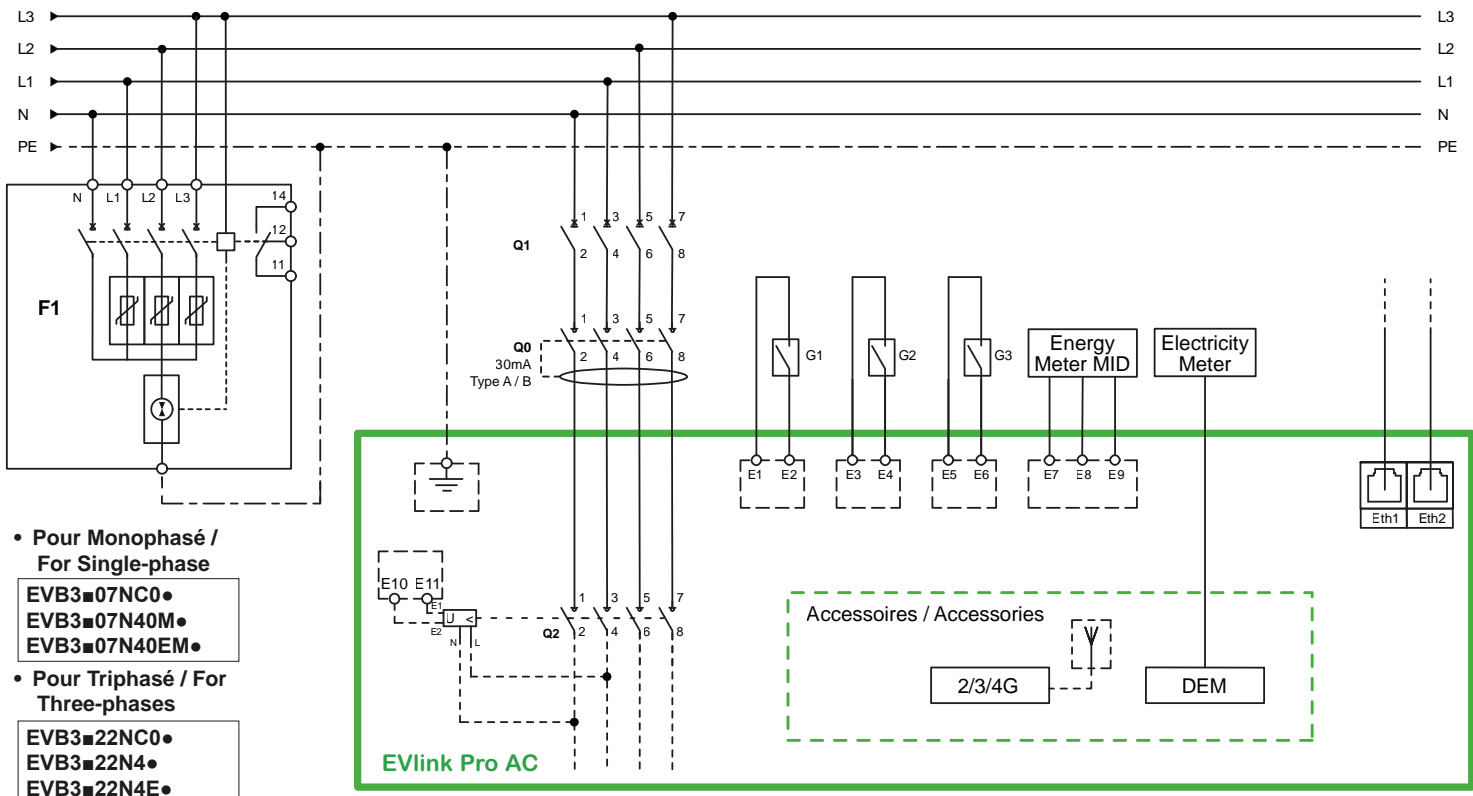 L3 L3
L2 L2
L1 L1
N N
PE PE
N L1 L2 L3 14
12
11
F1
1 3 5 7
Q1
2 4 6 8
1 3 5 7
Q0
2 4 6 8
30mA
Type A / B
G1 G2 G3
Energy
Meter MID
Electricity
Meter
E1 E2 E3 E4 E5 E6 E7 E8 E9
Eth1 Eth2
• Pour Monophasé /
For Single-phase
EVB3■07NC0●
EVB3■07N40M●
EVB3■07N40EM●
• Pour Triphasé / For
Three-phases
EVB3■22NC0●
EVB3■22N4●
EVB3■22N4E●
E10 E11
E1
E2
U <
N L
1 3 5 7
Q2
2 4 6 8
Accessoires / Accessories
2/3/4G
DEM
EVlink Pro AC